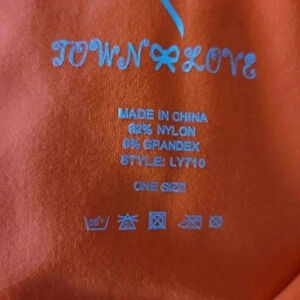 TOWN LOVE
MADE IN CHINA
92% NYLON
8% SPANDEX
STYLE: LY710
ONE SIZE